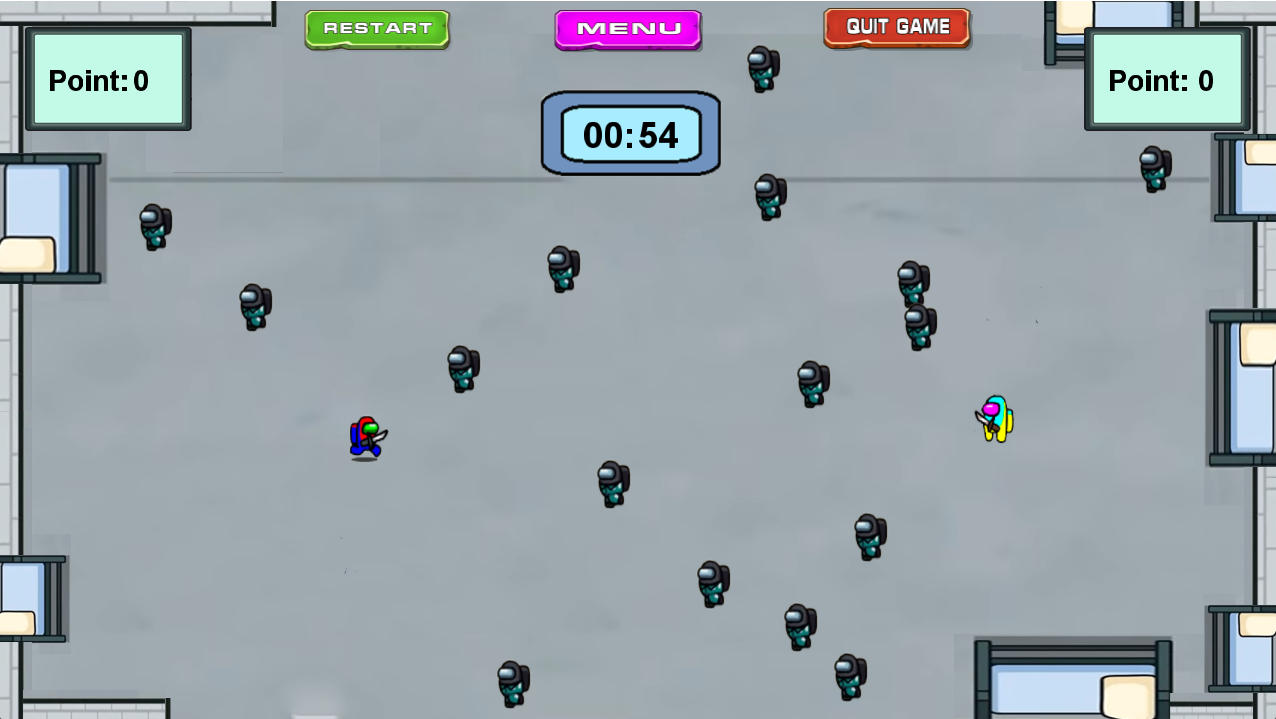 RESTART
MENU
QUIT GAME
Point: 0
00:54
Point: 0